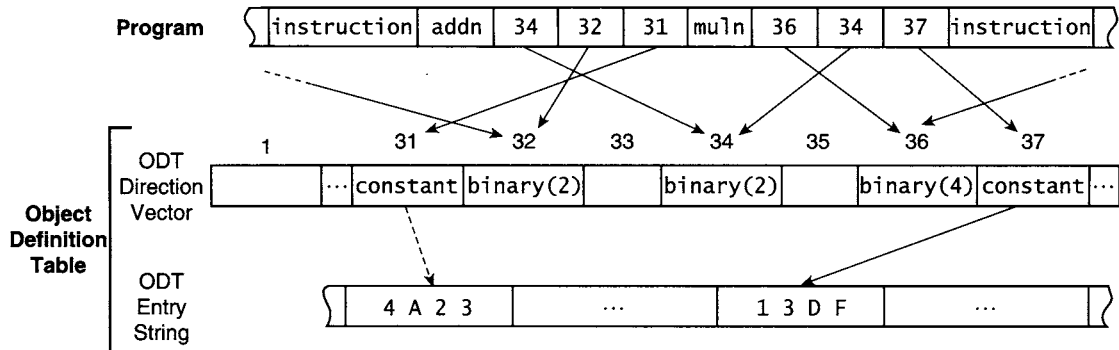 Program instruction addn 34 32 31 muln 36 34 37 instruction
1 31 32 33 34 35 36 37
ODT Direction Vector
... constant binary(2) binary(2) binary(4) constant ...
Object Definition Table
ODT Entry String
4 A 2 3 ... 1 3 D F ...